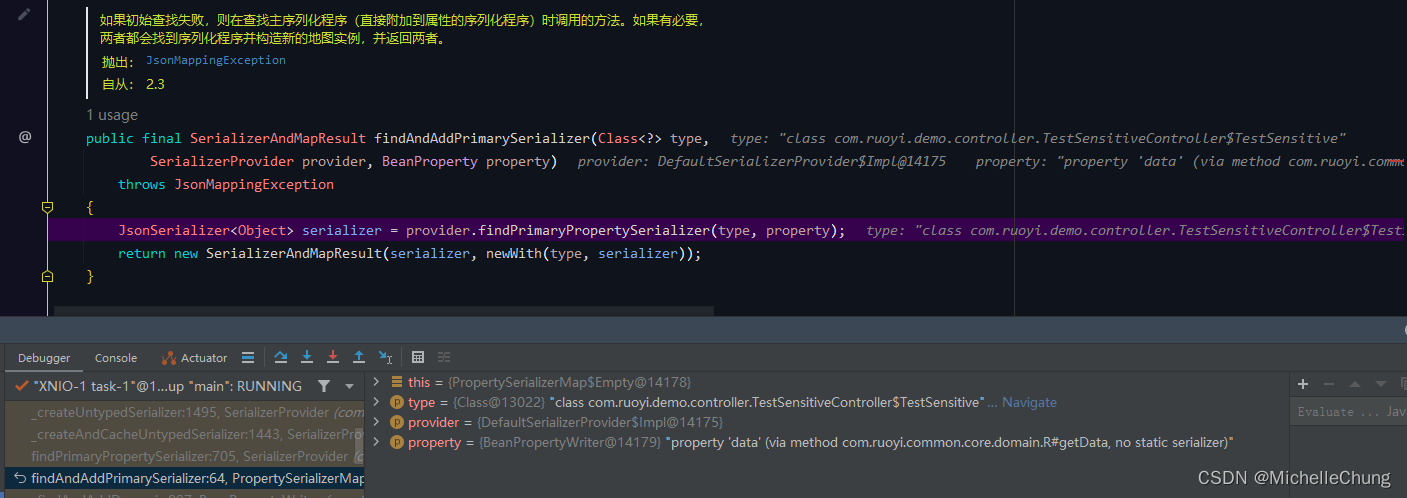 如果初始查找失败，则在查找主序列化程序（直接附加到属性的序列化程序）时调用的方法。如果有必要，
两者都会找到序列化程序并构造新的地图实例，并返回两者。
抛出： JsonMappingException
自从： 2.3
1 usage
@
public final SerializerAndMapResult findAndAddPrimarySerializer(Class<?> type, type: "class com.ruoyi.demo.controller.TestSensitiveController$TestSensitive"
SerializerProvider provider, BeanProperty property) provider: DefaultSerializerProvider$Impl@14175 property: "property 'data' (via method com.ruoyi.commo
throws JsonMappingException
{
JsonSerializer<Object> serializer = provider.findPrimaryPropertySerializer(type, property); type: "class com.ruoyi.demo.controller.TestSensitiveController$Test
return new SerializerAndMapResult(serializer, newWith(type, serializer));
}
Debugger Console Actuator
"XNIO-1 task-1"@1...up "main": RUNNING
_createUntypedSerializer:1495, SerializerProvider (com
_createAndCacheUntypedSerializer:1443, SerializerPro
findPrimaryPropertySerializer:705, SerializerProvider (c
findAndAddPrimarySerializer:64, PropertySerializerMap
this = {PropertySerializerMap$Empty@14178}
type = {Class@13022} "class com.ruoyi.demo.controller.TestSensitiveController$TestSensitive"... Navigate
provider = {DefaultSerializerProvider$Impl@14175}
property = {BeanPropertyWriter@14179} "property 'data' (via method com.ruoyi.common.core.domain.R#getData, no static serializer)"
Evaluate ... Java
CSDN @MichelleChung